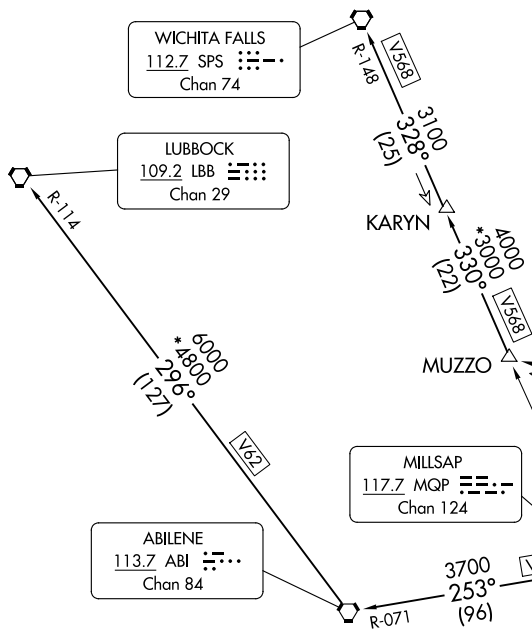 WICHITA FALLS
112.7 SPS
Chan 74
R-148
V568
3100
328°
(25)
LUBBOCK
109.2 LBB
Chan 29
R-114
KARYN
4000
*3000
330°
(22)
V568
MUZZO
6000
*4800
296°
(127)
V62
MILLSAP
117.7 MQP
Chan 124
ABILENE
113.7 ABI
Chan 84
3700
253°
(96)
R-071
V